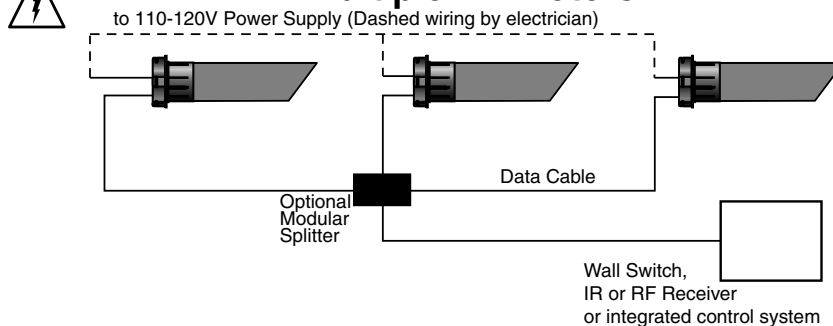 to 110-120V Power Supply (Dashed wiring by electrician)
Data Cable
Optional
Modular
Splitter
Wall Switch,
IR or RF Receiver
or integrated control system